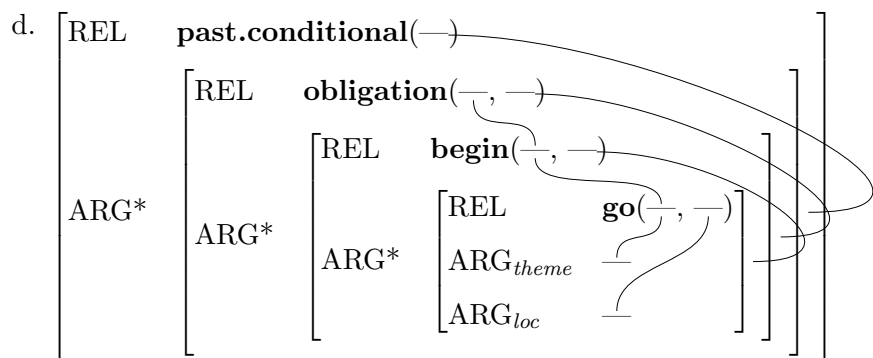 d. REL past.conditional(—)
REL obligation(—, —)
REL begin(—, —)
ARG* REL go(—, —)
ARG*
ARG* ARG_theme —
ARG_loc —